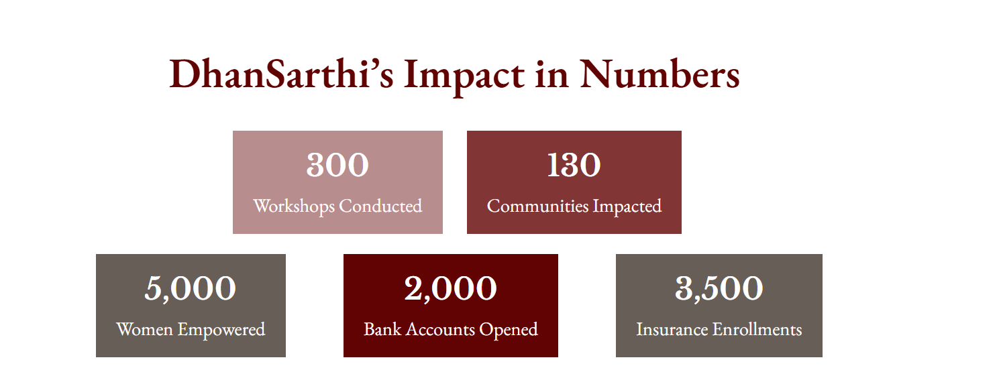 DhanSarthi’s Impact in Numbers
300
Workshops Conducted
130
Communities Impacted
5,000
Women Empowered
2,000
Bank Accounts Opened
3,500
Insurance Enrollments